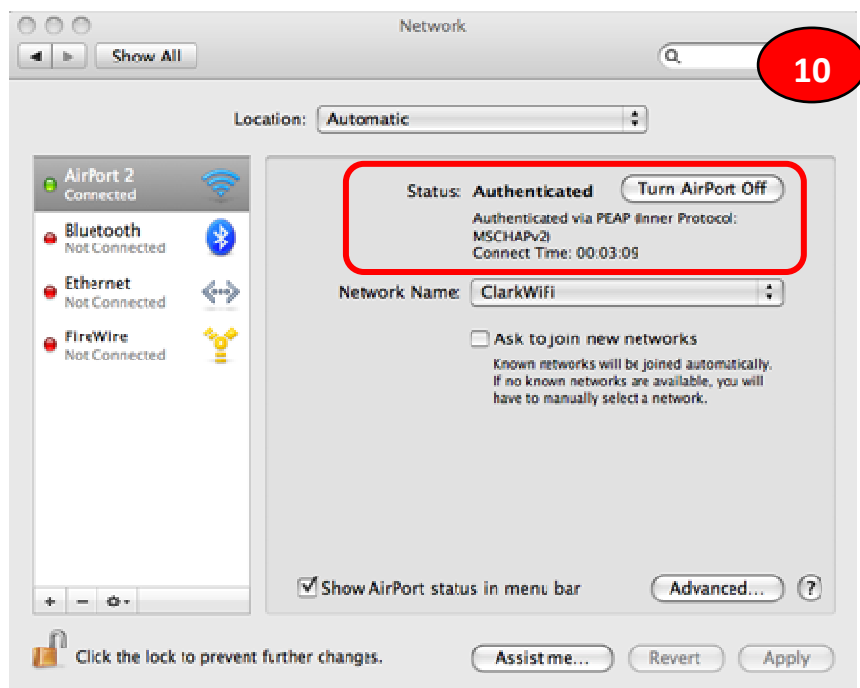 Network
Show All
10
Location: Automatic
AirPort 2
Connected
Bluetooth
Not Connected
Ethernet
Not Connected
FireWire
Not Connected
Status: Authenticated Turn AirPort Off
Authenticated via PEAP (Inner Protocol:
MSCHAPv2)
Connect Time: 00:03:09
Network Name: ClarkWiFi
Ask to join new networks
Known networks will be joined automatically.
If no known networks are available, you will
have to manually select a network.
Show AirPort status in menu bar Advanced... ?
Click the lock to prevent further changes.
Assist me... Revert Apply